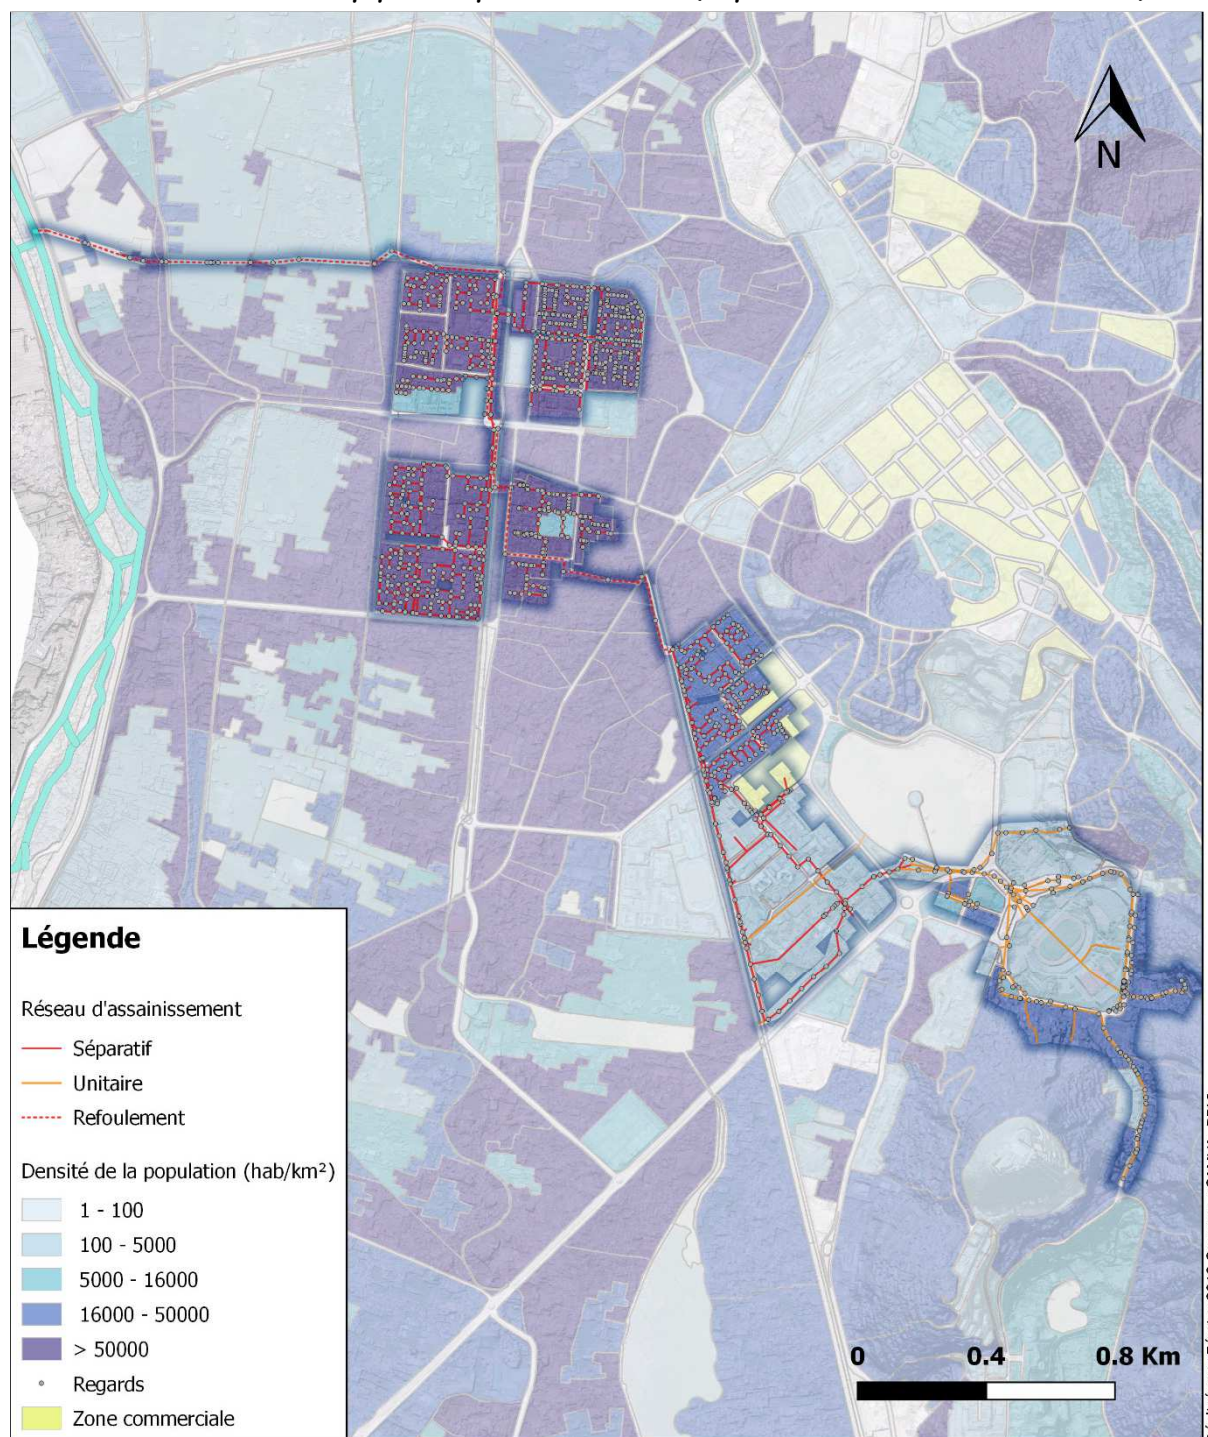 N
Légende
Réseau d'assainissement
Séparatif
Unitaire
Refoulement
Densité de la population (hab/km²)
1 - 100
100 - 5000
5000 - 16000
16000 - 50000
> 50000
Regards
Zone commerciale
0 0.4 0.8 Km